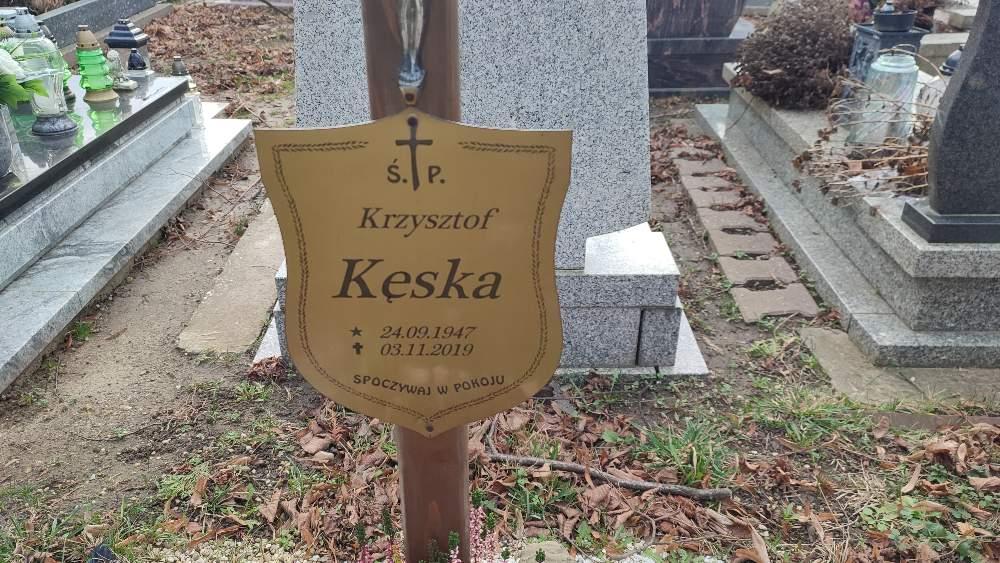 Ś. P.
Krzysztof
Kęska
★ 24.09.1947
✝ 03.11.2019
SPOCZYWAJ W POKOJU